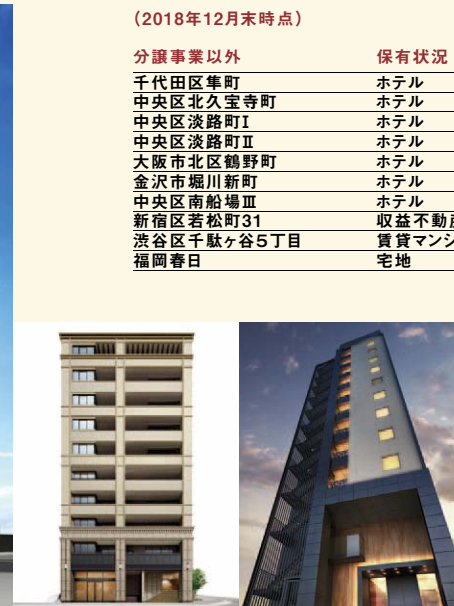 （2018年12月末時点）
分譲事業以外 保有状況
千代田区隼町 ホテル
中央区北久宝寺町 ホテル
中央区淡路町Ⅰ ホテル
中央区淡路町Ⅱ ホテル
大阪市北区鶴野町 ホテル
金沢市堀川新町 ホテル
中央区南船場Ⅲ ホテル
新宿区若松町31 収益不動産
渋谷区千駄ヶ谷5丁目 賃貸マンシ
福岡春日 宅地